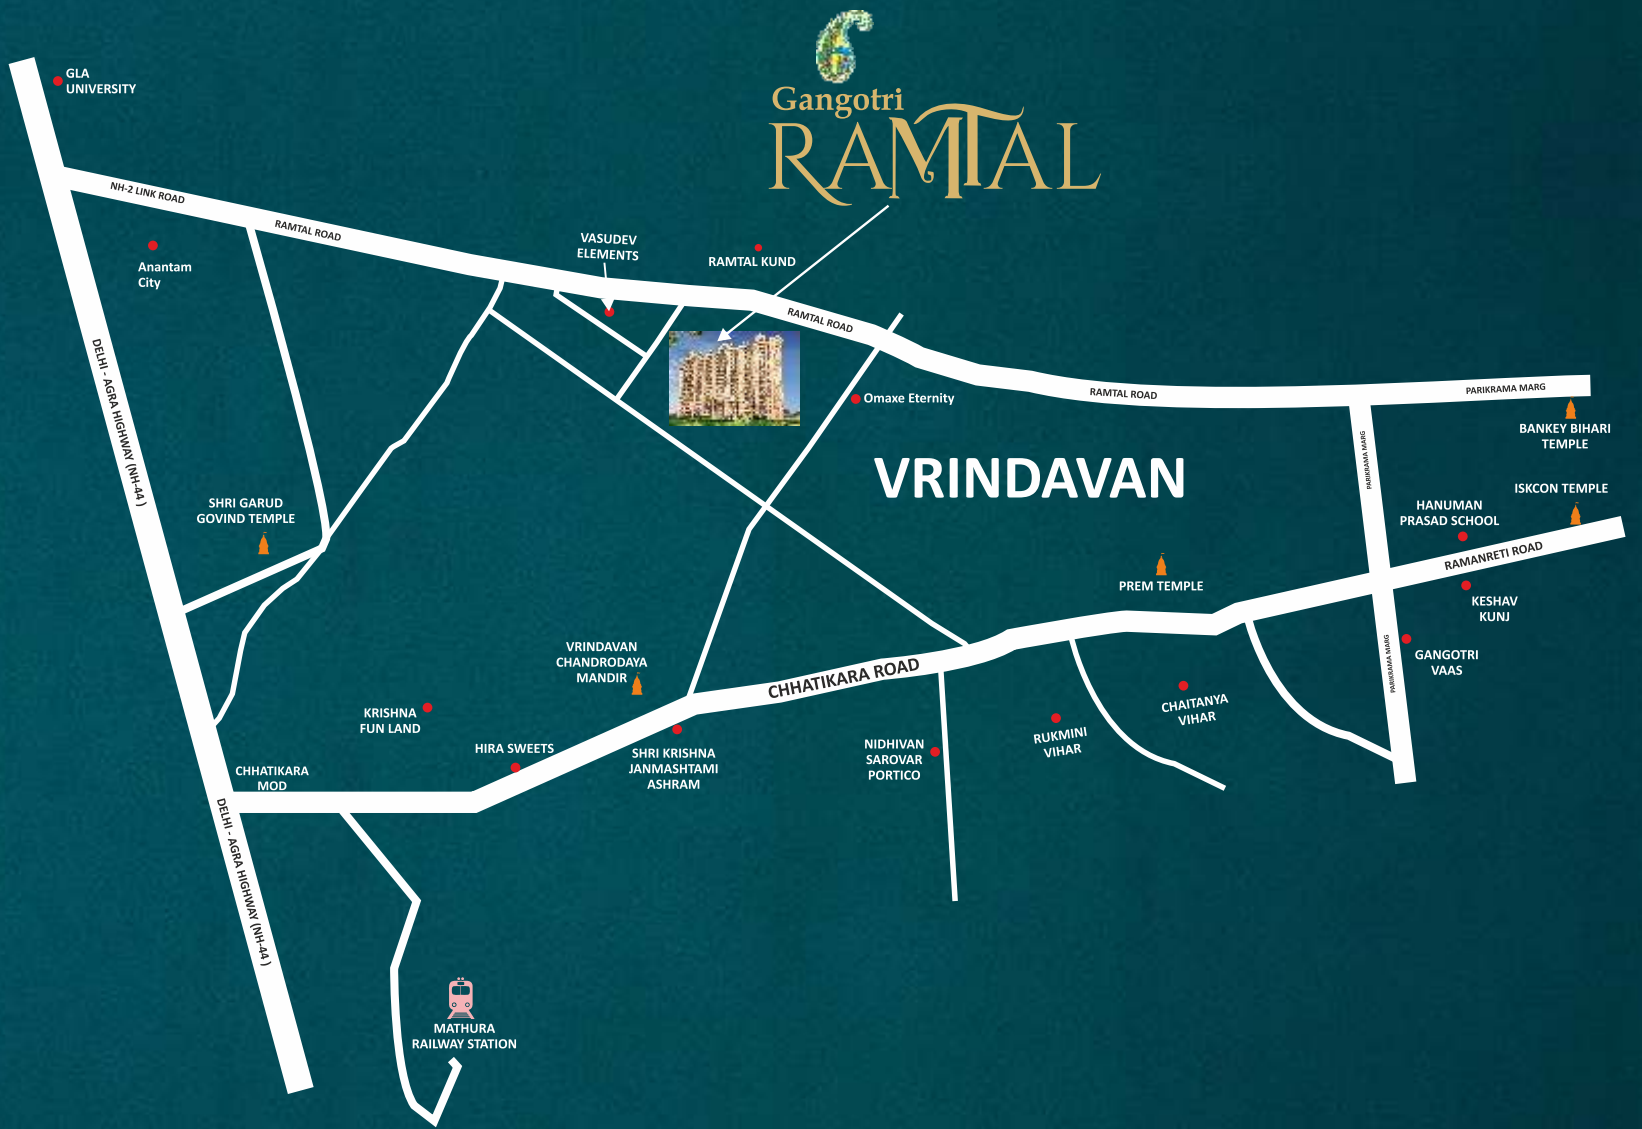 Gangotri
RAMTAL
GLA
UNIVERSITY
NH-2 LINK ROAD
RAMTAL ROAD
Anantam
City
VASUDEV
ELEMENTS
RAMTAL KUND
RAMTAL ROAD
RAMTAL ROAD
PARIKRAMA MARG
Omaxe Eternity
BANKEY BIHARI
TEMPLE
DELHI - AGRA HIGHWAY (NH-44 )
VRINDAVAN
PARIKRAMA MARG
ISKCON TEMPLE
SHRI GARUD
GOVIND TEMPLE
HANUMAN
PRASAD SCHOOL
RAMANRETI ROAD
PREM TEMPLE
KESHAV
KUNJ
VRINDAVAN
CHANDRODAYA
MANDIR
CHHATIKARA ROAD
PARIKRAMA MARG
GANGOTRI
VAAS
KRISHNA
FUN LAND
CHAITANYA
VIHAR
RUKMINI
VIHAR
HIRA SWEETS
SHRI KRISHNA
JANMASHTAMI
ASHRAM
NIDHIVAN
SAROVAR
PORTICO
CHHATIKARA
MOD
DELHI - AGRA HIGHWAY (NH-44 )
MATHURA
RAILWAY STATION